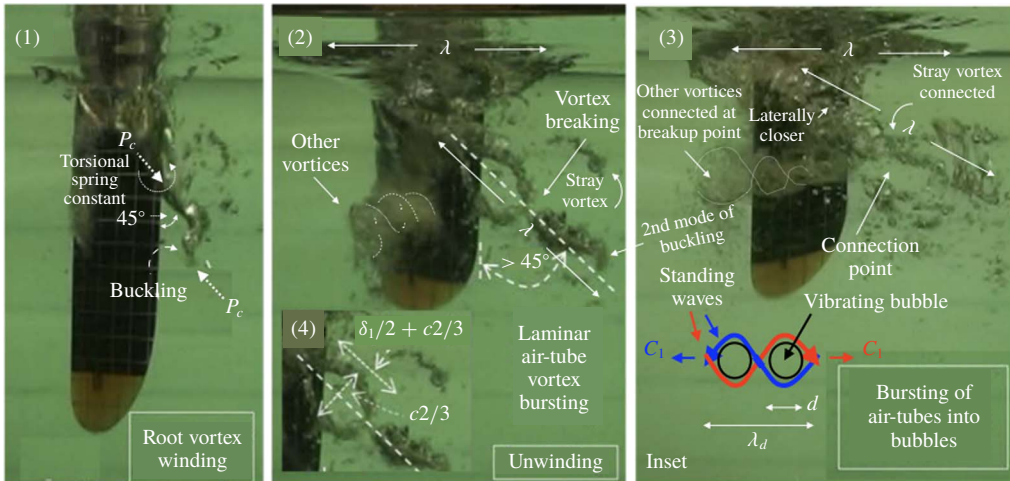 (1)
P_c
Torsional
spring
constant
45°
Buckling
P_c
Root vortex
winding
(2)
λ
Vortex
breaking
Other
vortices
Stray
vortex
λ
2nd mode of
buckling
> 45°
(4)
δ₁/2 + c2/3
c2/3
Laminar
air-tube
vortex
bursting
Unwinding
(3)
λ
Stray vortex
connected
Other vortices
connected at
breakup point
Laterally
closer
λ
Connection
point
Standing
waves
Vibrating bubble
C₁
C₁
d
λ_d
Bursting of
air-tubes into
bubbles
Inset